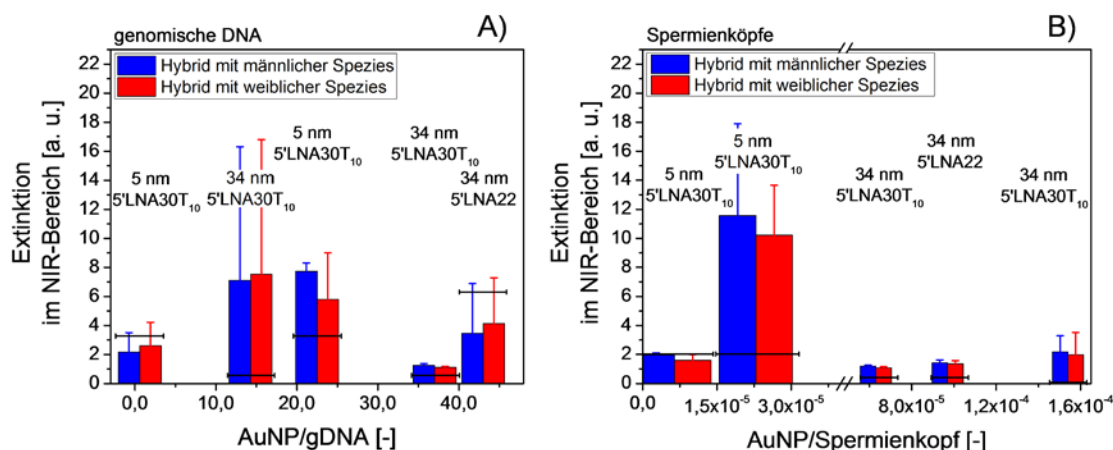 genomische DNA
A)
Hybrid mit männlicher Spezies
Hybrid mit weiblicher Spezies
Extinktion
im NIR-Bereich [a. u.]
22
20
18
16
14
12
10
8
6
4
2
0
5 nm
5'LNA30T₁₀
34 nm
5'LNA30T₁₀
5 nm
5'LNA30T₁₀
34 nm
5'LNA30T₁₀
34 nm
5'LNA22
0,0
10,0
20,0
30,0
40,0
AuNP/gDNA [-]
Spermienköpfe
B)
Hybrid mit männlicher Spezies
Hybrid mit weiblicher Spezies
Extinktion
im NIR-Bereich [a. u.]
22
20
18
16
14
12
10
8
6
4
2
0
5 nm
5'LNA30T₁₀
5 nm
5'LNA30T₁₀
34 nm
5'LNA30T₁₀
34 nm
5'LNA22
34 nm
5'LNA30T₁₀
0,0
1,5x10⁻⁵
3,0x10⁻⁵
8,0x10⁻⁵
1,2x10⁻⁴
1,6x10⁻⁴
AuNP/Spermienkopf [-]